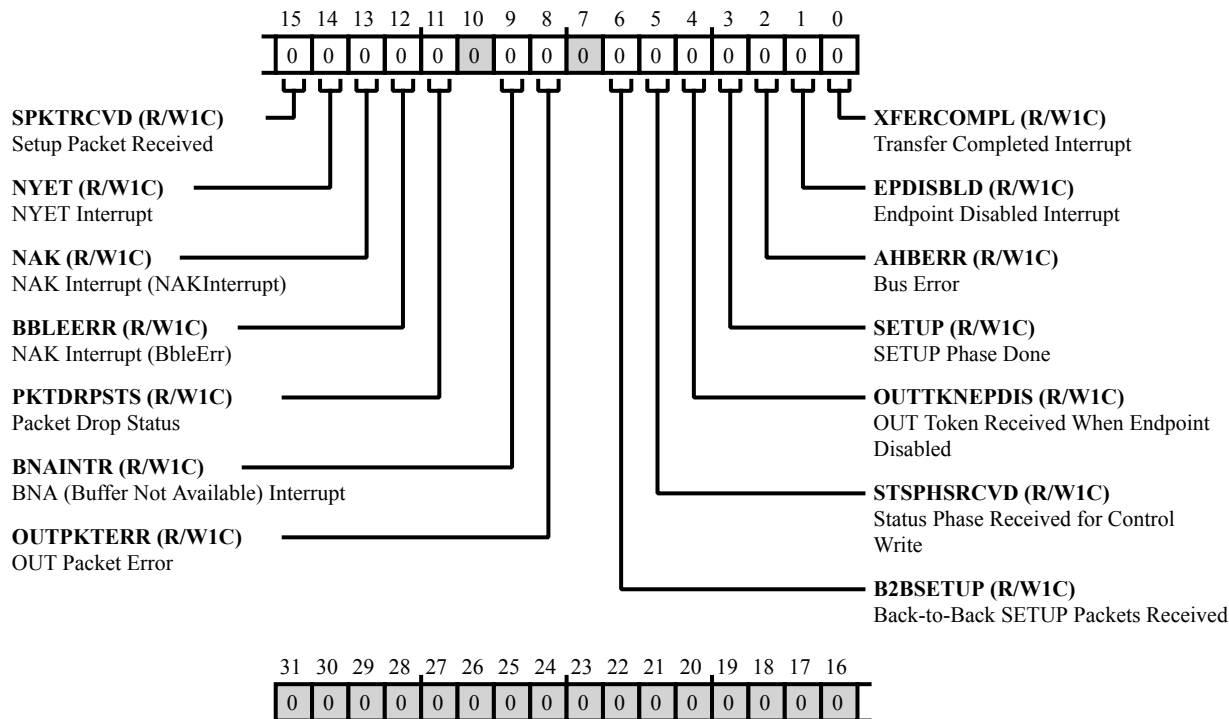 15 14 13 12 11 10 9 8 7 6 5 4 3 2 1 0
0 0 0 0 0 0 0 0 0 0 0 0 0 0 0 0
SPKTRCVD (R/W1C)
Setup Packet Received
NYET (R/W1C)
NYET Interrupt
NAK (R/W1C)
NAK Interrupt (NAKInterrupt)
BBLEERR (R/W1C)
NAK Interrupt (BbleErr)
PKTDRPSTS (R/W1C)
Packet Drop Status
BNAINTR (R/W1C)
BNA (Buffer Not Available) Interrupt
OUTPKTERR (R/W1C)
OUT Packet Error
XFERCOMPL (R/W1C)
Transfer Completed Interrupt
EPDISBLD (R/W1C)
Endpoint Disabled Interrupt
AHBERR (R/W1C)
Bus Error
SETUP (R/W1C)
SETUP Phase Done
OUTTKNEPDIS (R/W1C)
OUT Token Received When Endpoint
Disabled
STSPHSRCVD (R/W1C)
Status Phase Received for Control
Write
B2BSETUP (R/W1C)
Back-to-Back SETUP Packets Received
31 30 29 28 27 26 25 24 23 22 21 20 19 18 17 16
0 0 0 0 0 0 0 0 0 0 0 0 0 0 0 0